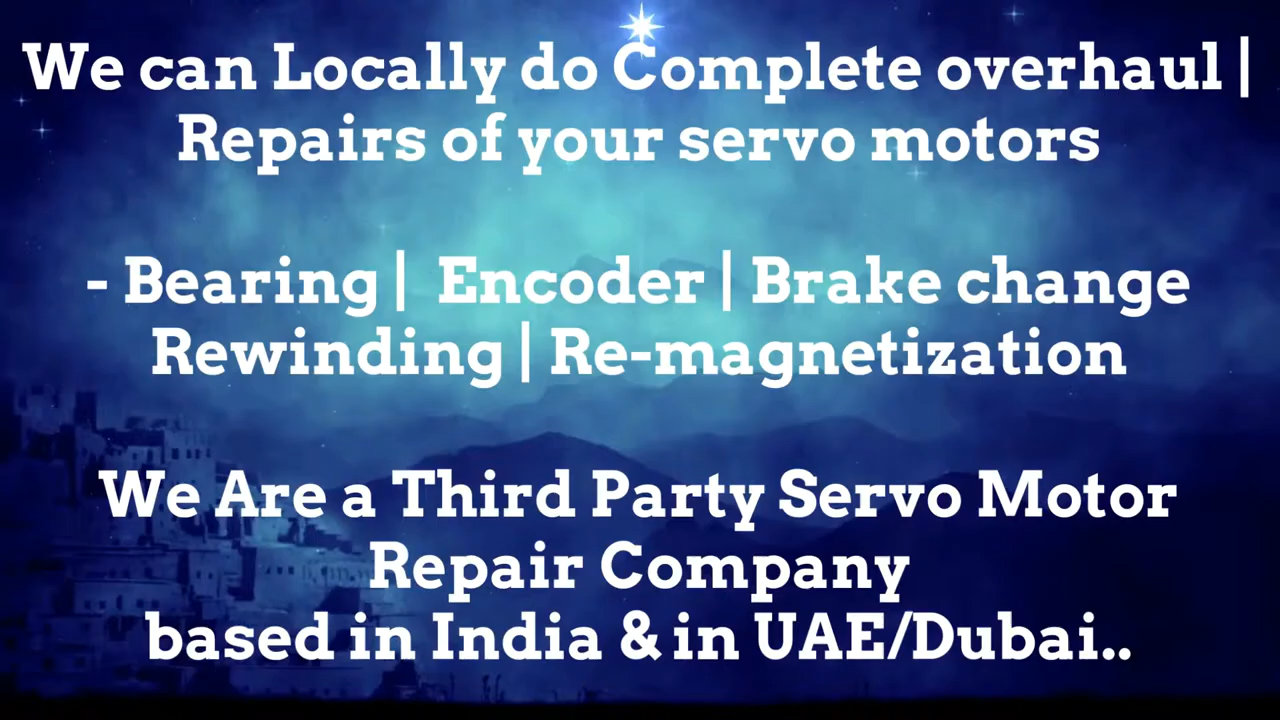 We can Locally do Complete overhaul |
Repairs of your servo motors
- Bearing | Encoder | Brake change
Rewinding | Re-magnetization
We Are a Third Party Servo Motor
Repair Company
based in India & in UAE/Dubai..